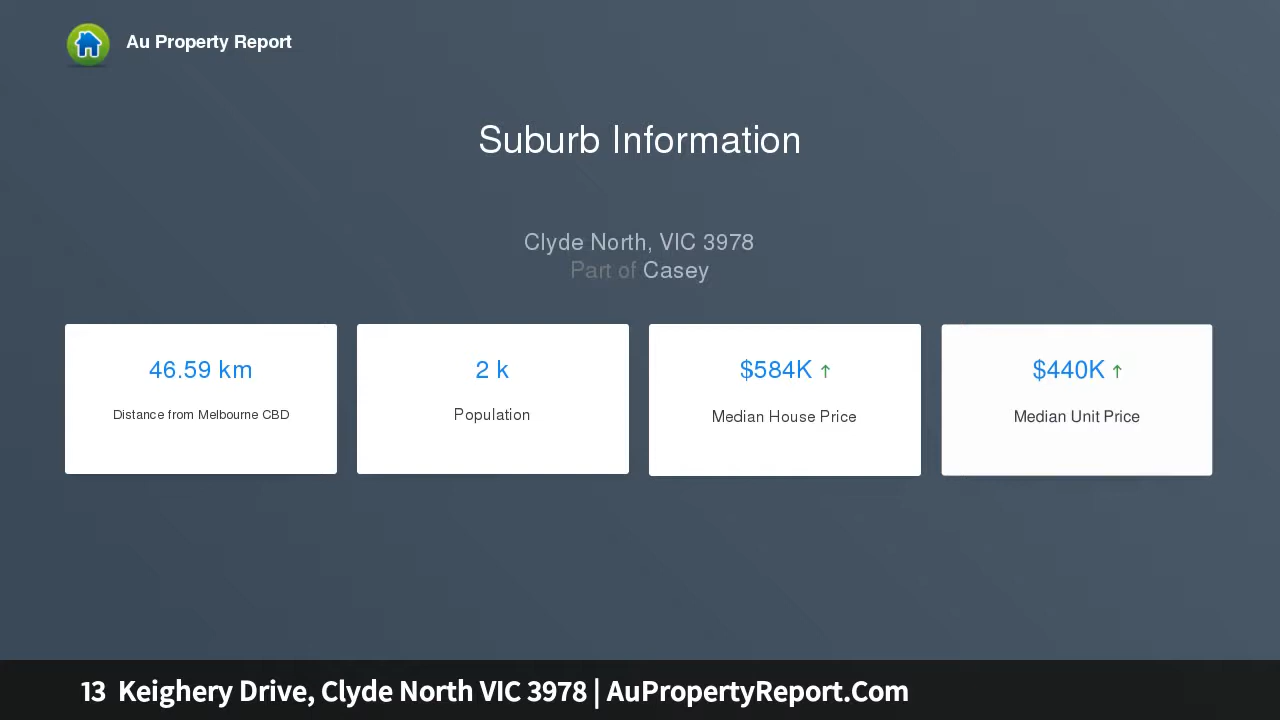 Au Property Report
Suburb Information
Clyde North, VIC 3978
Part of Casey
46.59 km
Distance from Melbourne CBD
2 k
Population
$584K ↑
Median House Price
$440K ↑
Median Unit Price
13 Keighery Drive, Clyde North VIC 3978 | AuPropertyReport.Com